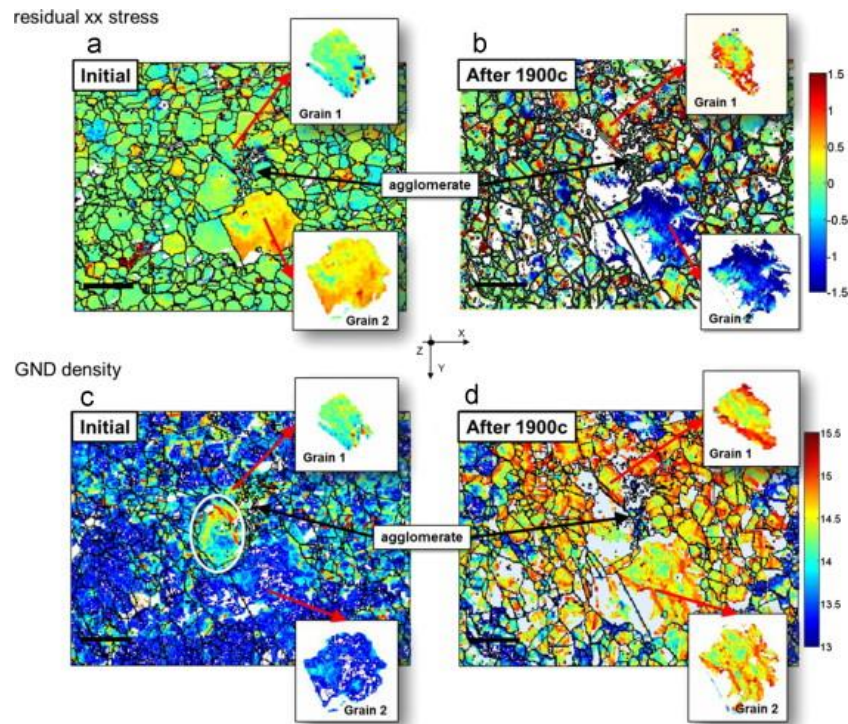 residual xx stress
a
b
Initial
After 1900c
Grain 1
Grain 1
agglomerate
Grain 2
Grain 2
1.5
1
0.5
0
-0.5
-1
-1.5
Z
X
Y
GND density
c
d
Initial
After 1900c
Grain 1
Grain 1
agglomerate
Grain 2
Grain 2
15.5
15
14.5
14
13.5
13